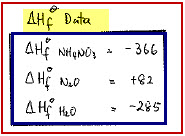 ΔHf⊖ Data
ΔHf⊖ NH4NO3 = -366
ΔHf⊖ N2O = +82
ΔHf⊖ H2O = -285